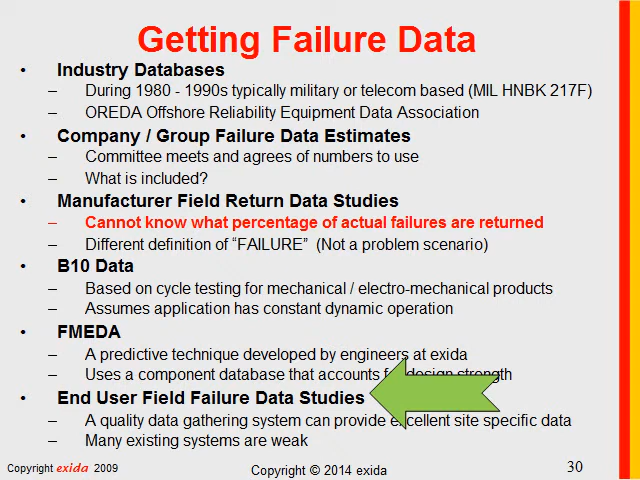 Getting Failure Data
• Industry Databases
– During 1980 - 1990s typically military or telecom based (MIL HNBK 217F)
– OREDA Offshore Reliability Equipment Data Association
• Company / Group Failure Data Estimates
– Committee meets and agrees of numbers to use
– What is included?
• Manufacturer Field Return Data Studies
– Cannot know what percentage of actual failures are returned
– Different definition of “FAILURE” (Not a problem scenario)
• B10 Data
– Based on cycle testing for mechanical / electro-mechanical products
– Assumes application has constant dynamic operation
• FMEDA
– A predictive technique developed by engineers at exida
– Uses a component database that accounts for design strength
• End User Field Failure Data Studies
– A quality data gathering system can provide excellent site specific data
– Many existing systems are weak
Copyright exida 2009
Copyright © 2014 exida
30